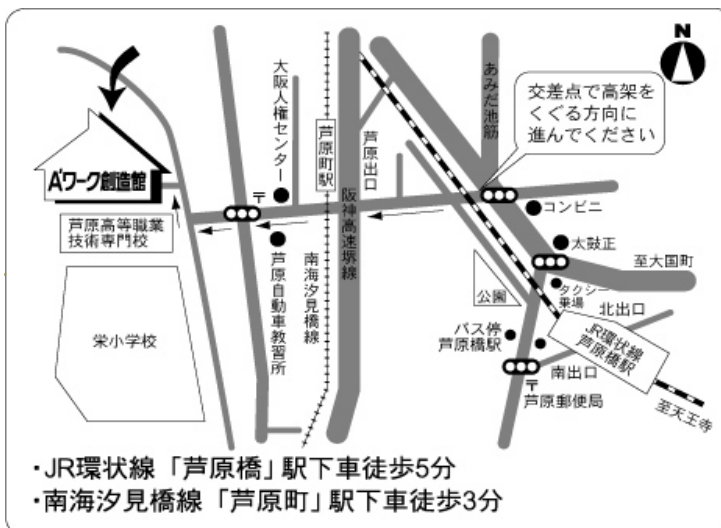 N
交差点で高架を
くぐる方向に
進んでください
あみだ池筋
大阪人権センター
芦原町駅
芦原出口
阪神高速堺線
A´ワーク創造館
芦原高等職業
技術専門校
〒
コンビニ
太鼓正
至大国町
タクシー
乗場
北出口
公園
JR環状線
芦原橋駅
バス停
芦原橋駅
南出口
〒
芦原郵便局
至天王寺
芦原自動車教習所
南海汐見橋線
栄小学校
・JR環状線「芦原橋」駅下車徒歩5分
・南海汐見橋線「芦原町」駅下車徒歩3分